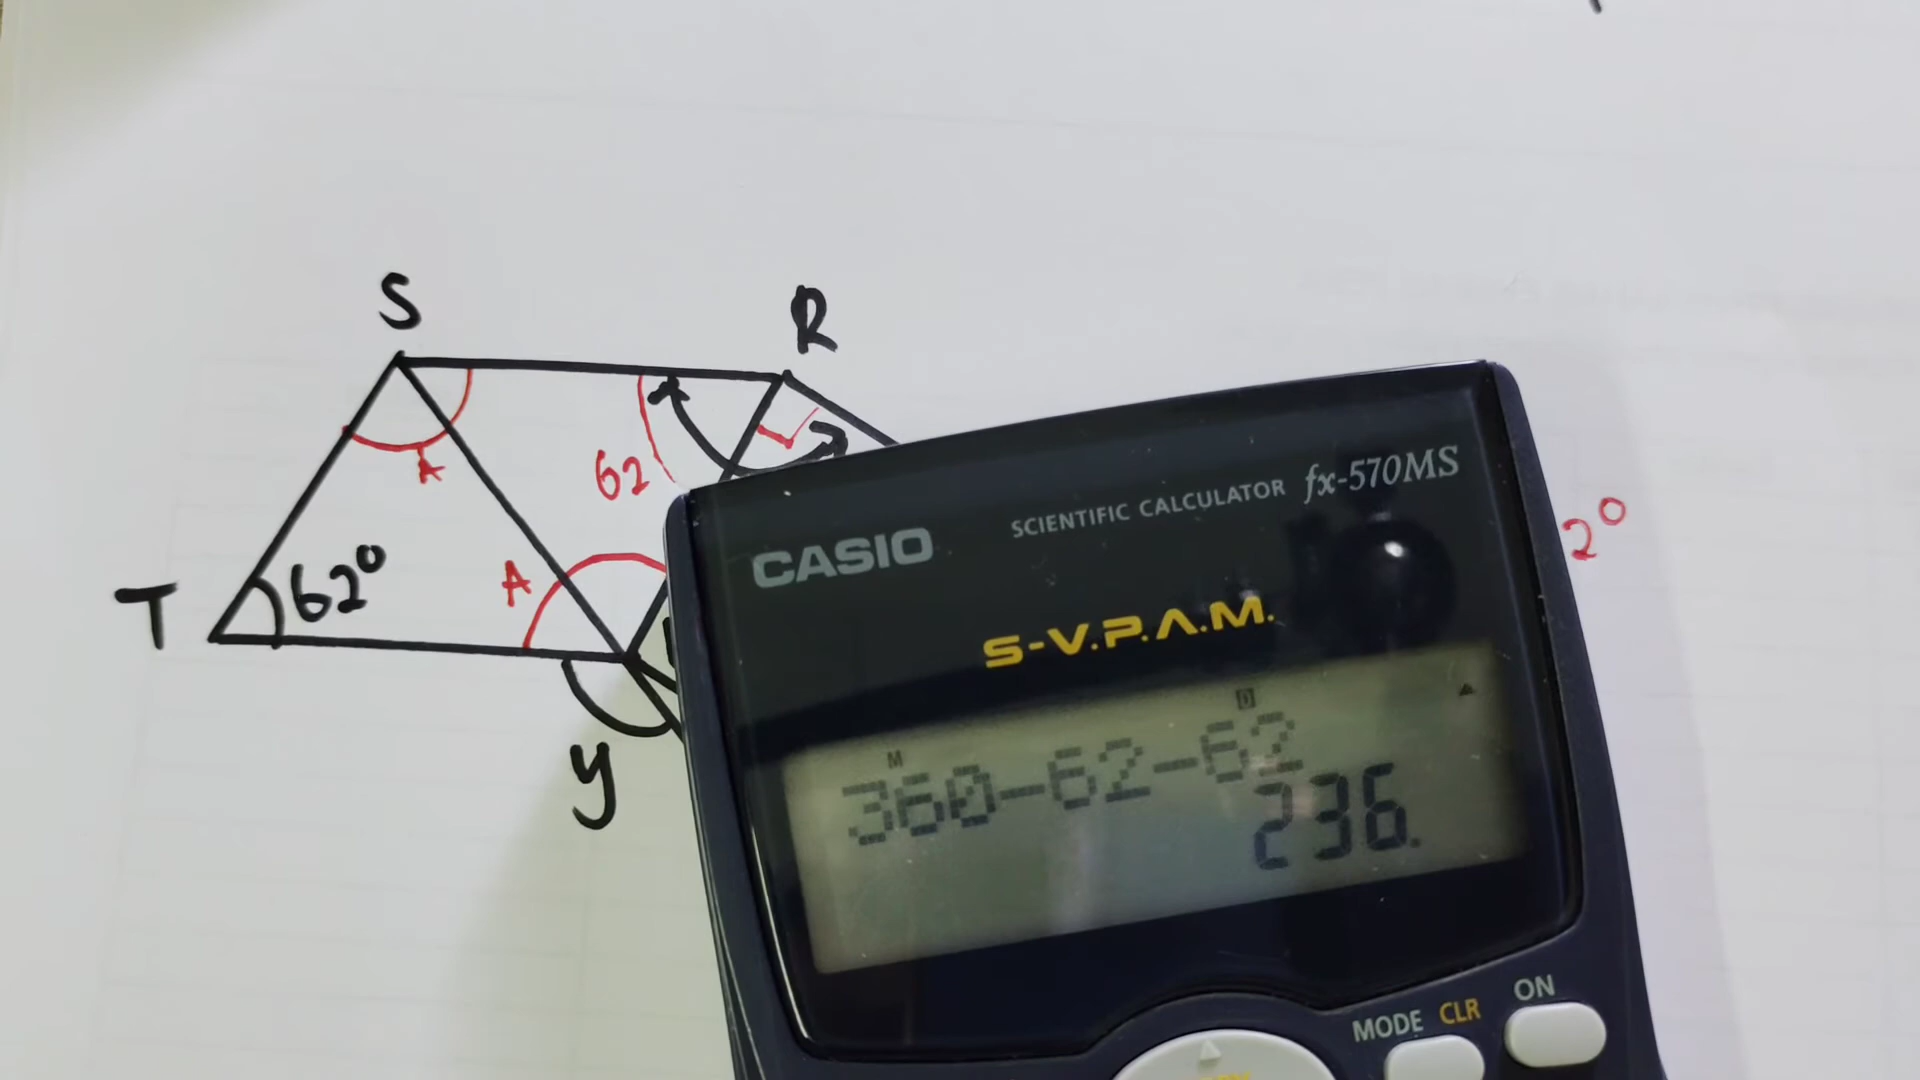 S
R
A
62
T
62°
A
y
2°
CASIO
SCIENTIFIC CALCULATOR fx-570MS
S-V.P.A.M.
M D
360-62-62
236.
MODE CLR
ON